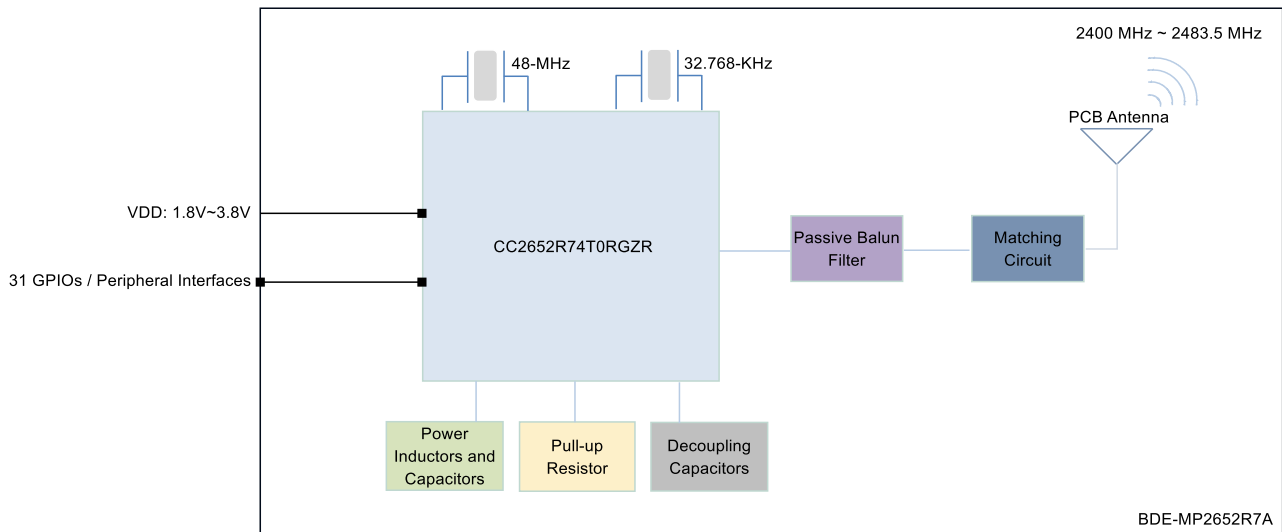 2400 MHz ~ 2483.5 MHz
48-MHz
32.768-KHz
PCB Antenna
VDD: 1.8V~3.8V
CC2652R74T0RGZR
Passive Balun
Filter
Matching
Circuit
31 GPIOs / Peripheral Interfaces
Power
Inductors and
Capacitors
Pull-up
Resistor
Decoupling
Capacitors
BDE-MP2652R7A